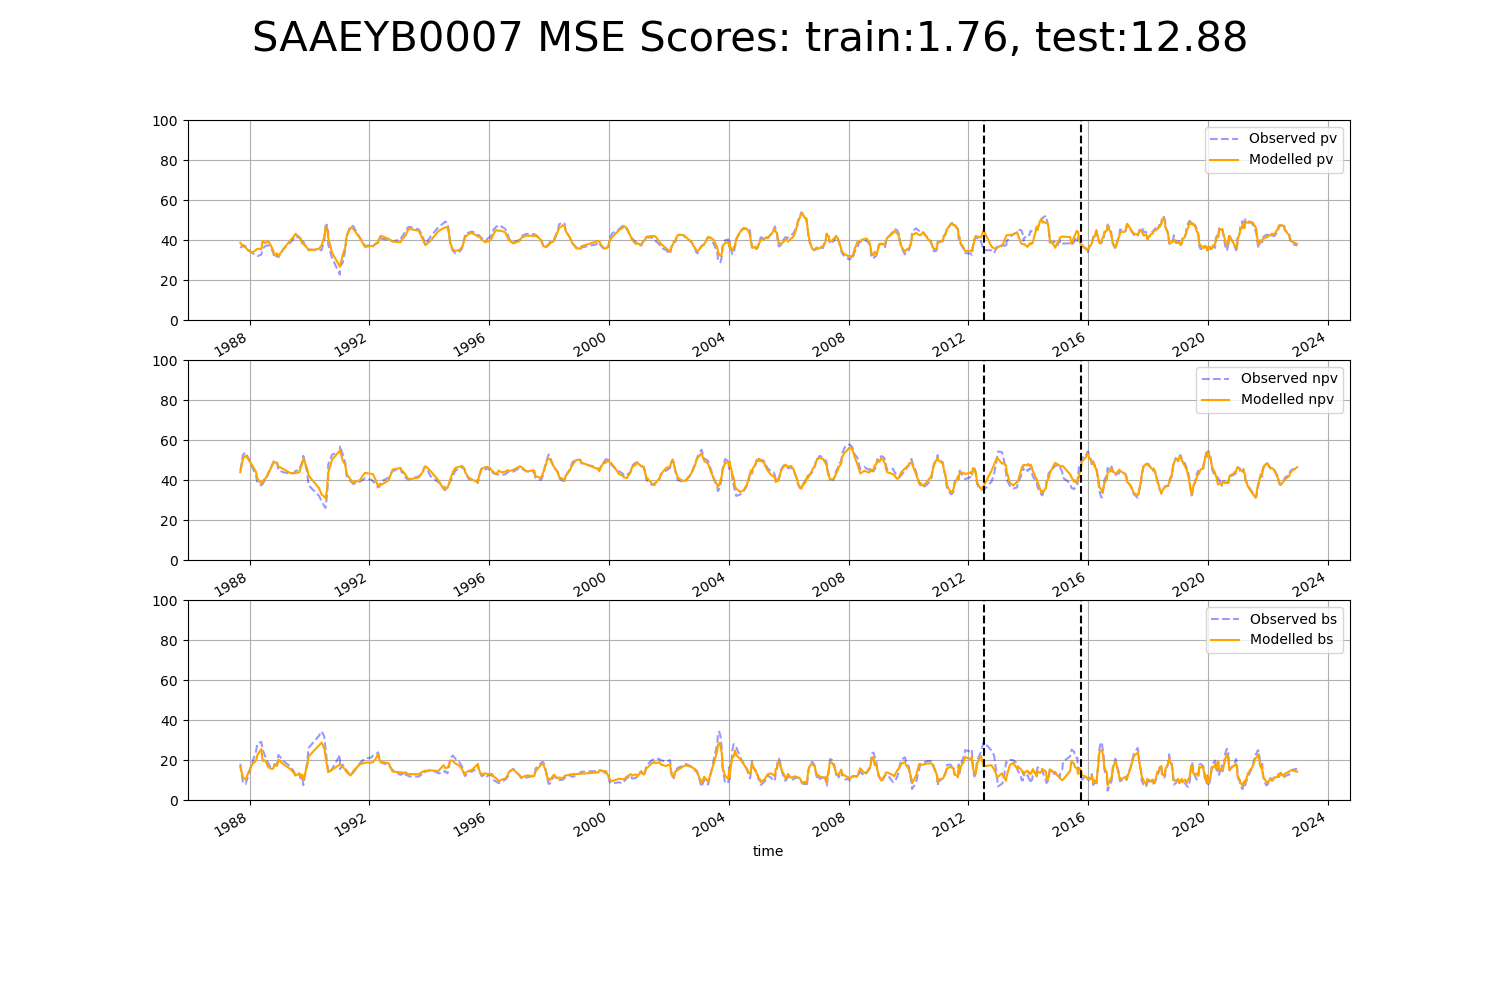 SAAEYB0007 MSE Scores: train:1.76, test:12.88
100
80
60
40
20
0
Observed pv
Modelled pv
1988 1992 1996 2000 2004 2008 2012 2016 2020 2024
100
80
60
40
20
0
Observed npv
Modelled npv
1988 1992 1996 2000 2004 2008 2012 2016 2020 2024
100
80
60
40
20
0
Observed bs
Modelled bs
1988 1992 1996 2000 2004 2008 2012 2016 2020 2024
time